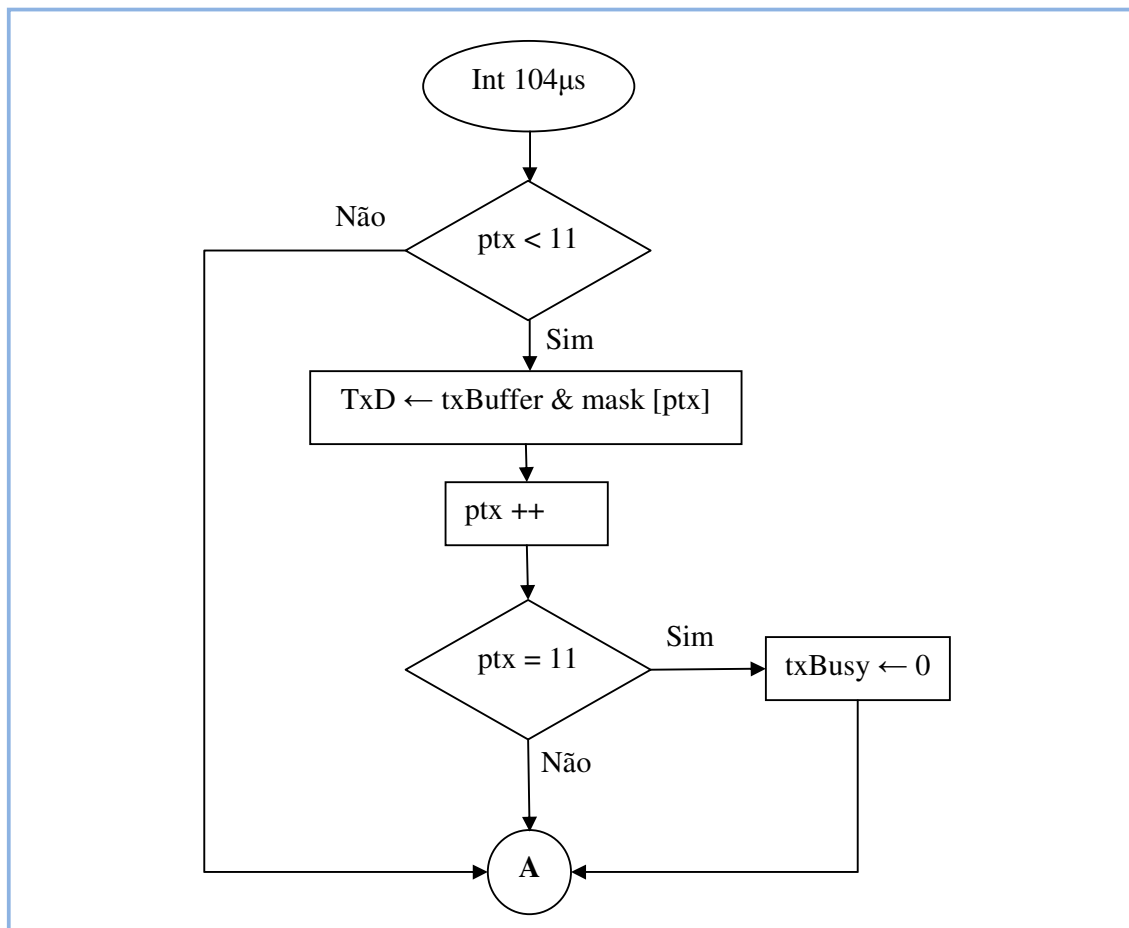 Int 104μs
Não
ptx < 11
Sim
TxD ← txBuffer & mask [ptx]
ptx ++
ptx = 11
Sim
txBusy ← 0
Não
A